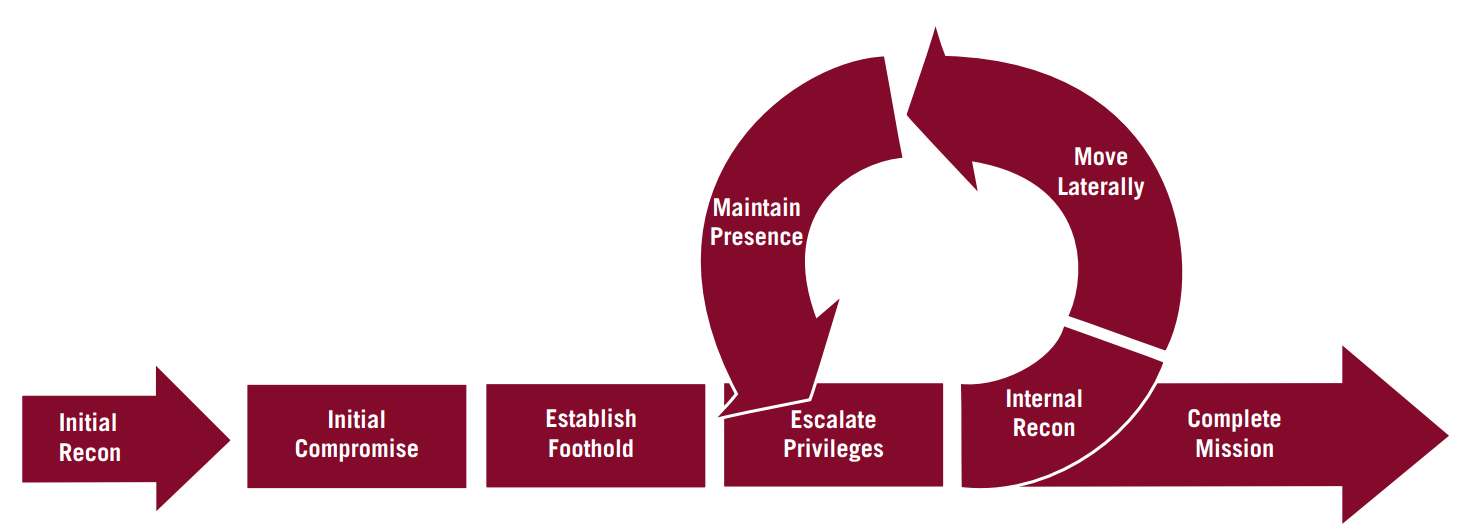 Initial
Recon
Initial
Compromise
Establish
Foothold
Escalate
Privileges
Internal
Recon
Move
Laterally
Maintain
Presence
Complete
Mission